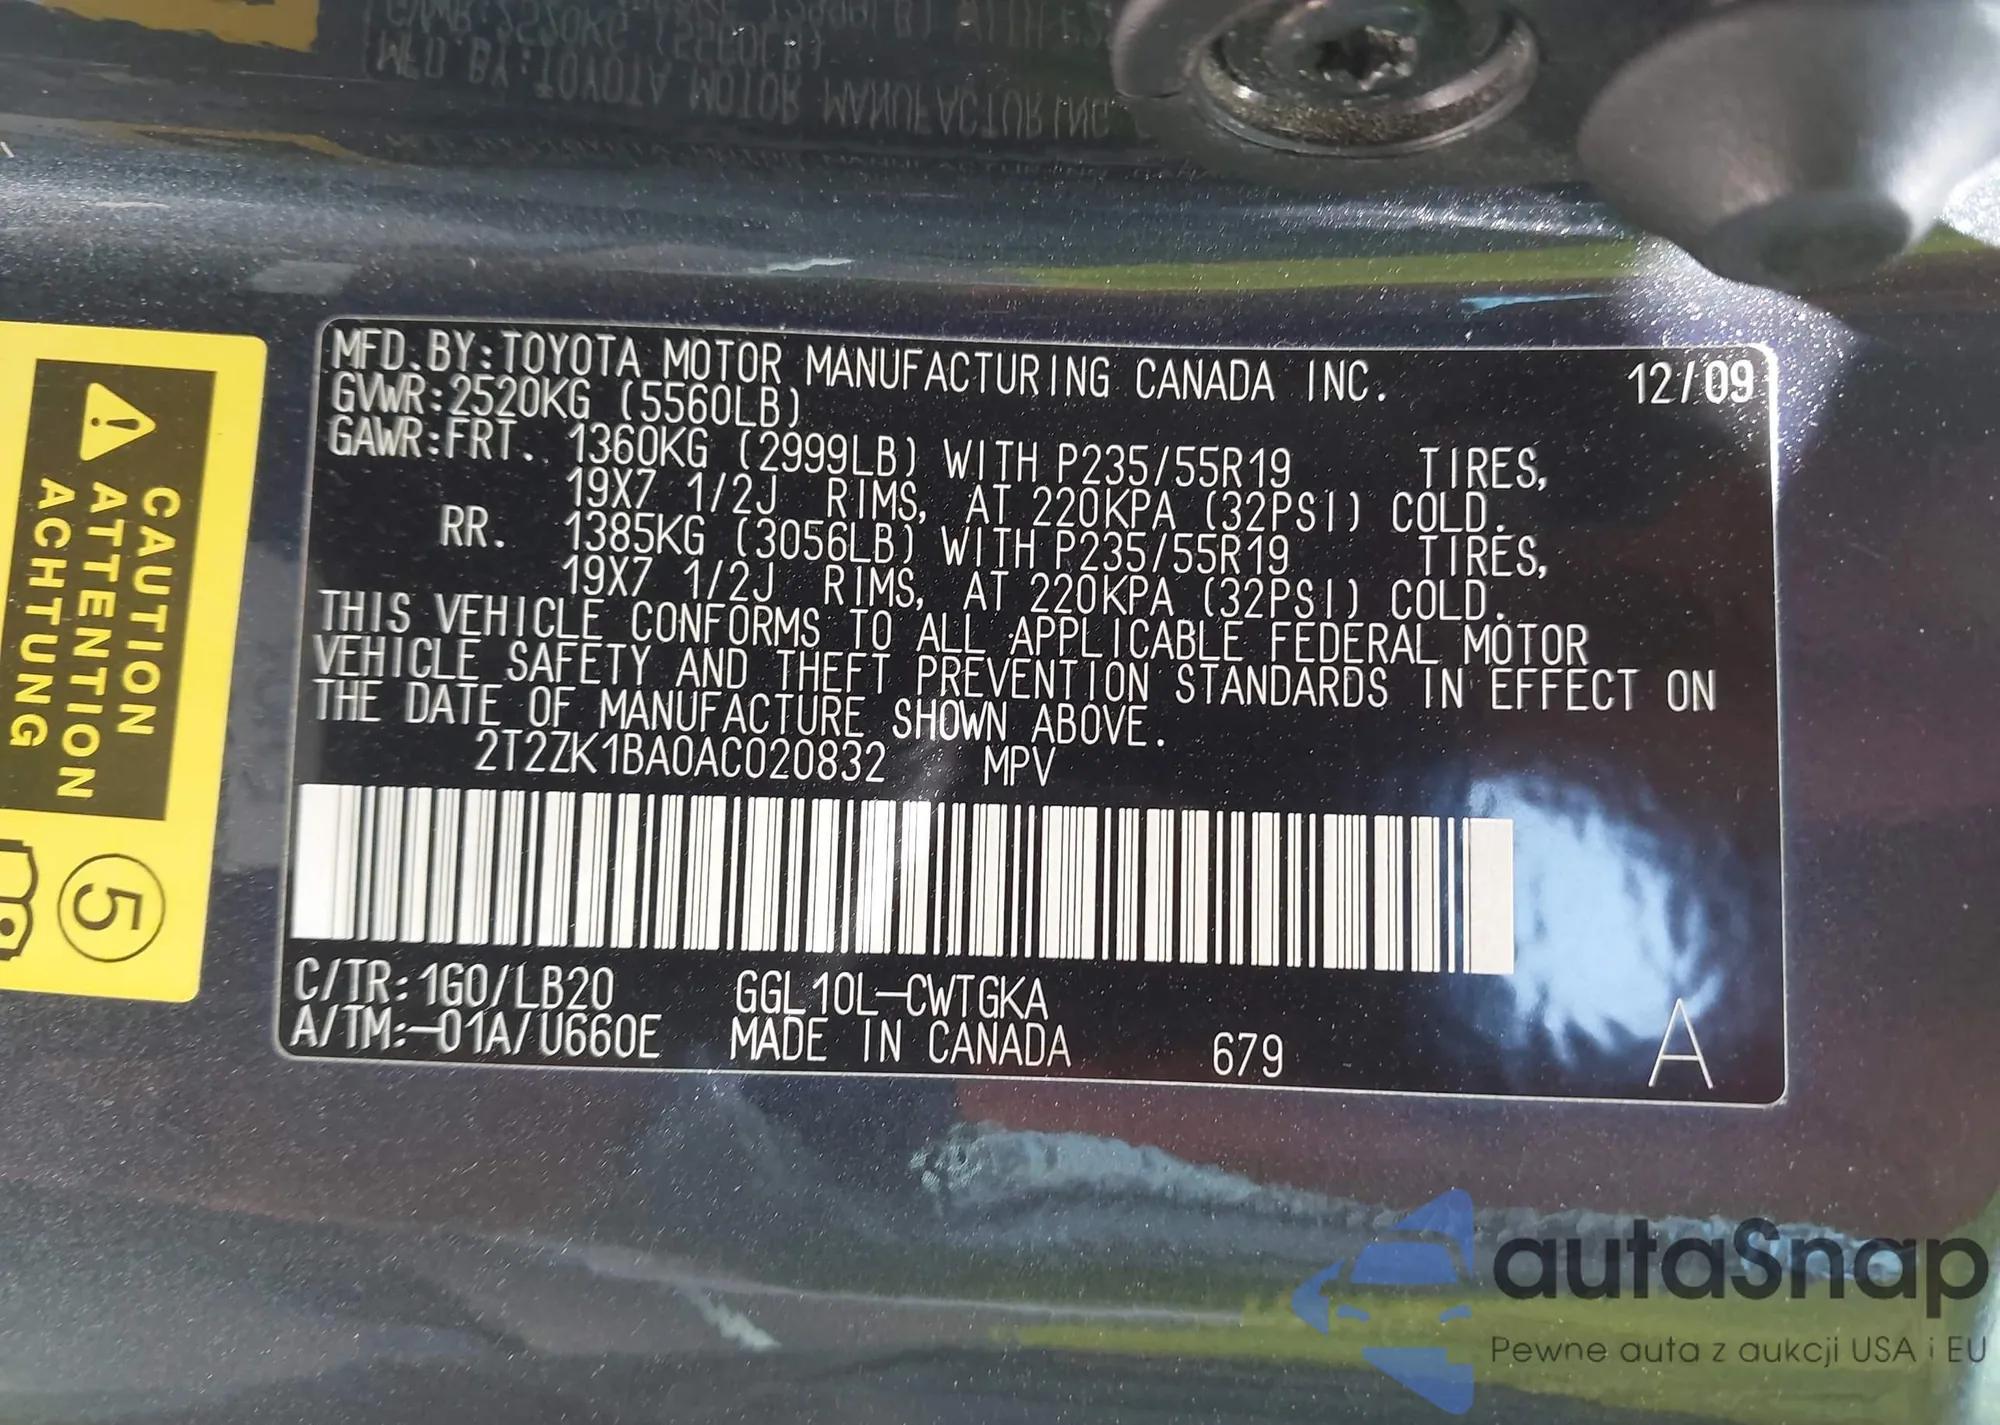 MFD.BY:TOYOTA MOTOR MANUFACTURING CANADA INC. 12/09
GVWR:2520KG (5560LB)
GAWR:FRT. 1360KG (2999LB) WITH P235/55R19 TIRES,
19X7 1/2J RIMS, AT 220KPA (32PSI) COLD.
RR. 1385KG (3056LB) WITH P235/55R19 TIRES,
19X7 1/2J RIMS, AT 220KPA (32PSI) COLD.
THIS VEHICLE CONFORMS TO ALL APPLICABLE FEDERAL MOTOR
VEHICLE SAFETY AND THEFT PREVENTION STANDARDS IN EFFECT ON
THE DATE OF MANUFACTURE SHOWN ABOVE.
2T2ZK1BA0AC020832 MPV
C/TR:1G0/LB20 GGL10L-CWTGKA
A/TM:-01A/U660E MADE IN CANADA 679 A
CAUTION
ATTENTION
ACHTUNG
5
autaSnap
Pewne auta z aukcji USA i EU